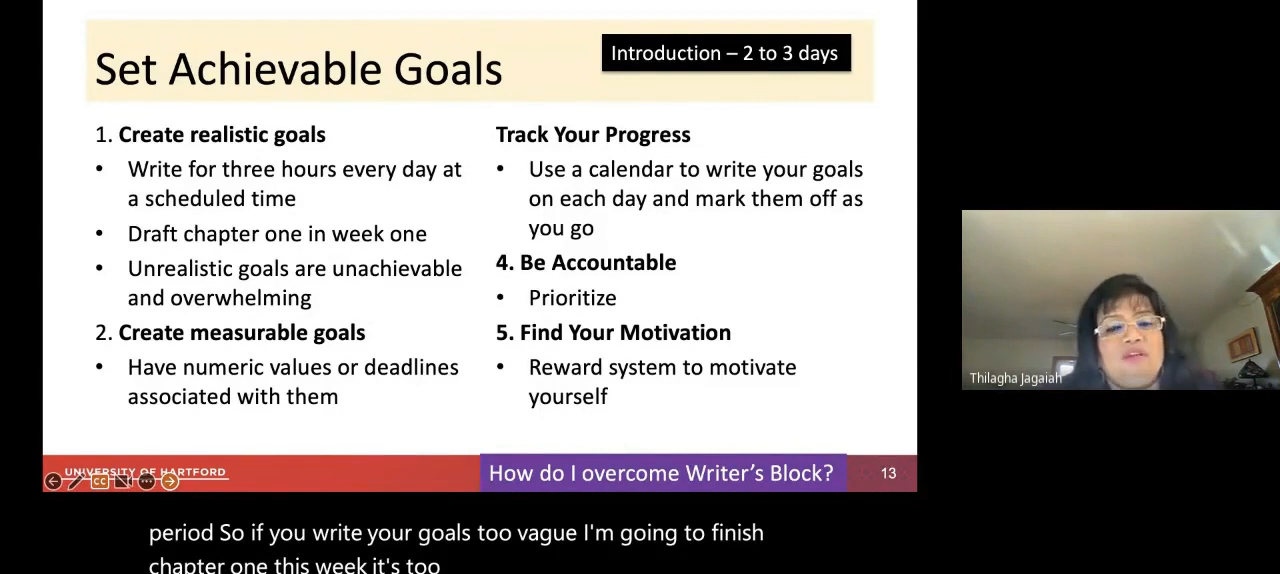 Set Achievable Goals
Introduction – 2 to 3 days
1. Create realistic goals
• Write for three hours every day at
a scheduled time
• Draft chapter one in week one
• Unrealistic goals are unachievable
and overwhelming
2. Create measurable goals
• Have numeric values or deadlines
associated with them
Track Your Progress
• Use a calendar to write your goals
on each day and mark them off as
you go
4. Be Accountable
• Prioritize
5. Find Your Motivation
• Reward system to motivate
yourself
Thilagha Jagaiah
UNIVERSITY OF HARTFORD
CC
How do I overcome Writer's Block?
13
period So if you write your goals too vague I'm going to finish
chapter one this week it's too